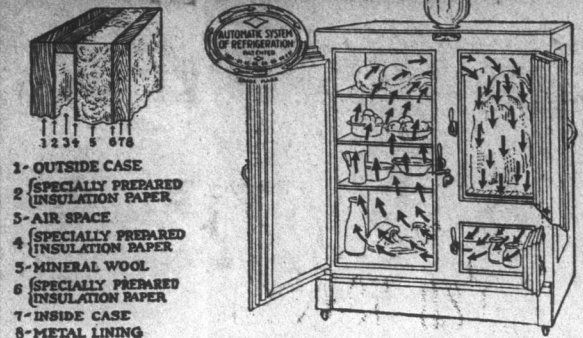 AUTOMATIC SYSTEM
OF REFRIGERATION
PATENTED
1 2 3 4 5 6 7 8
1- OUTSIDE CASE
2 { SPECIALLY PREPARED
INSULATION PAPER
3- AIR SPACE
4 { SPECIALLY PREPARED
INSULATION PAPER
5- MINERAL WOOL
6 { SPECIALLY PREPARED
INSULATION PAPER
7- INSIDE CASE
8- METAL LINING